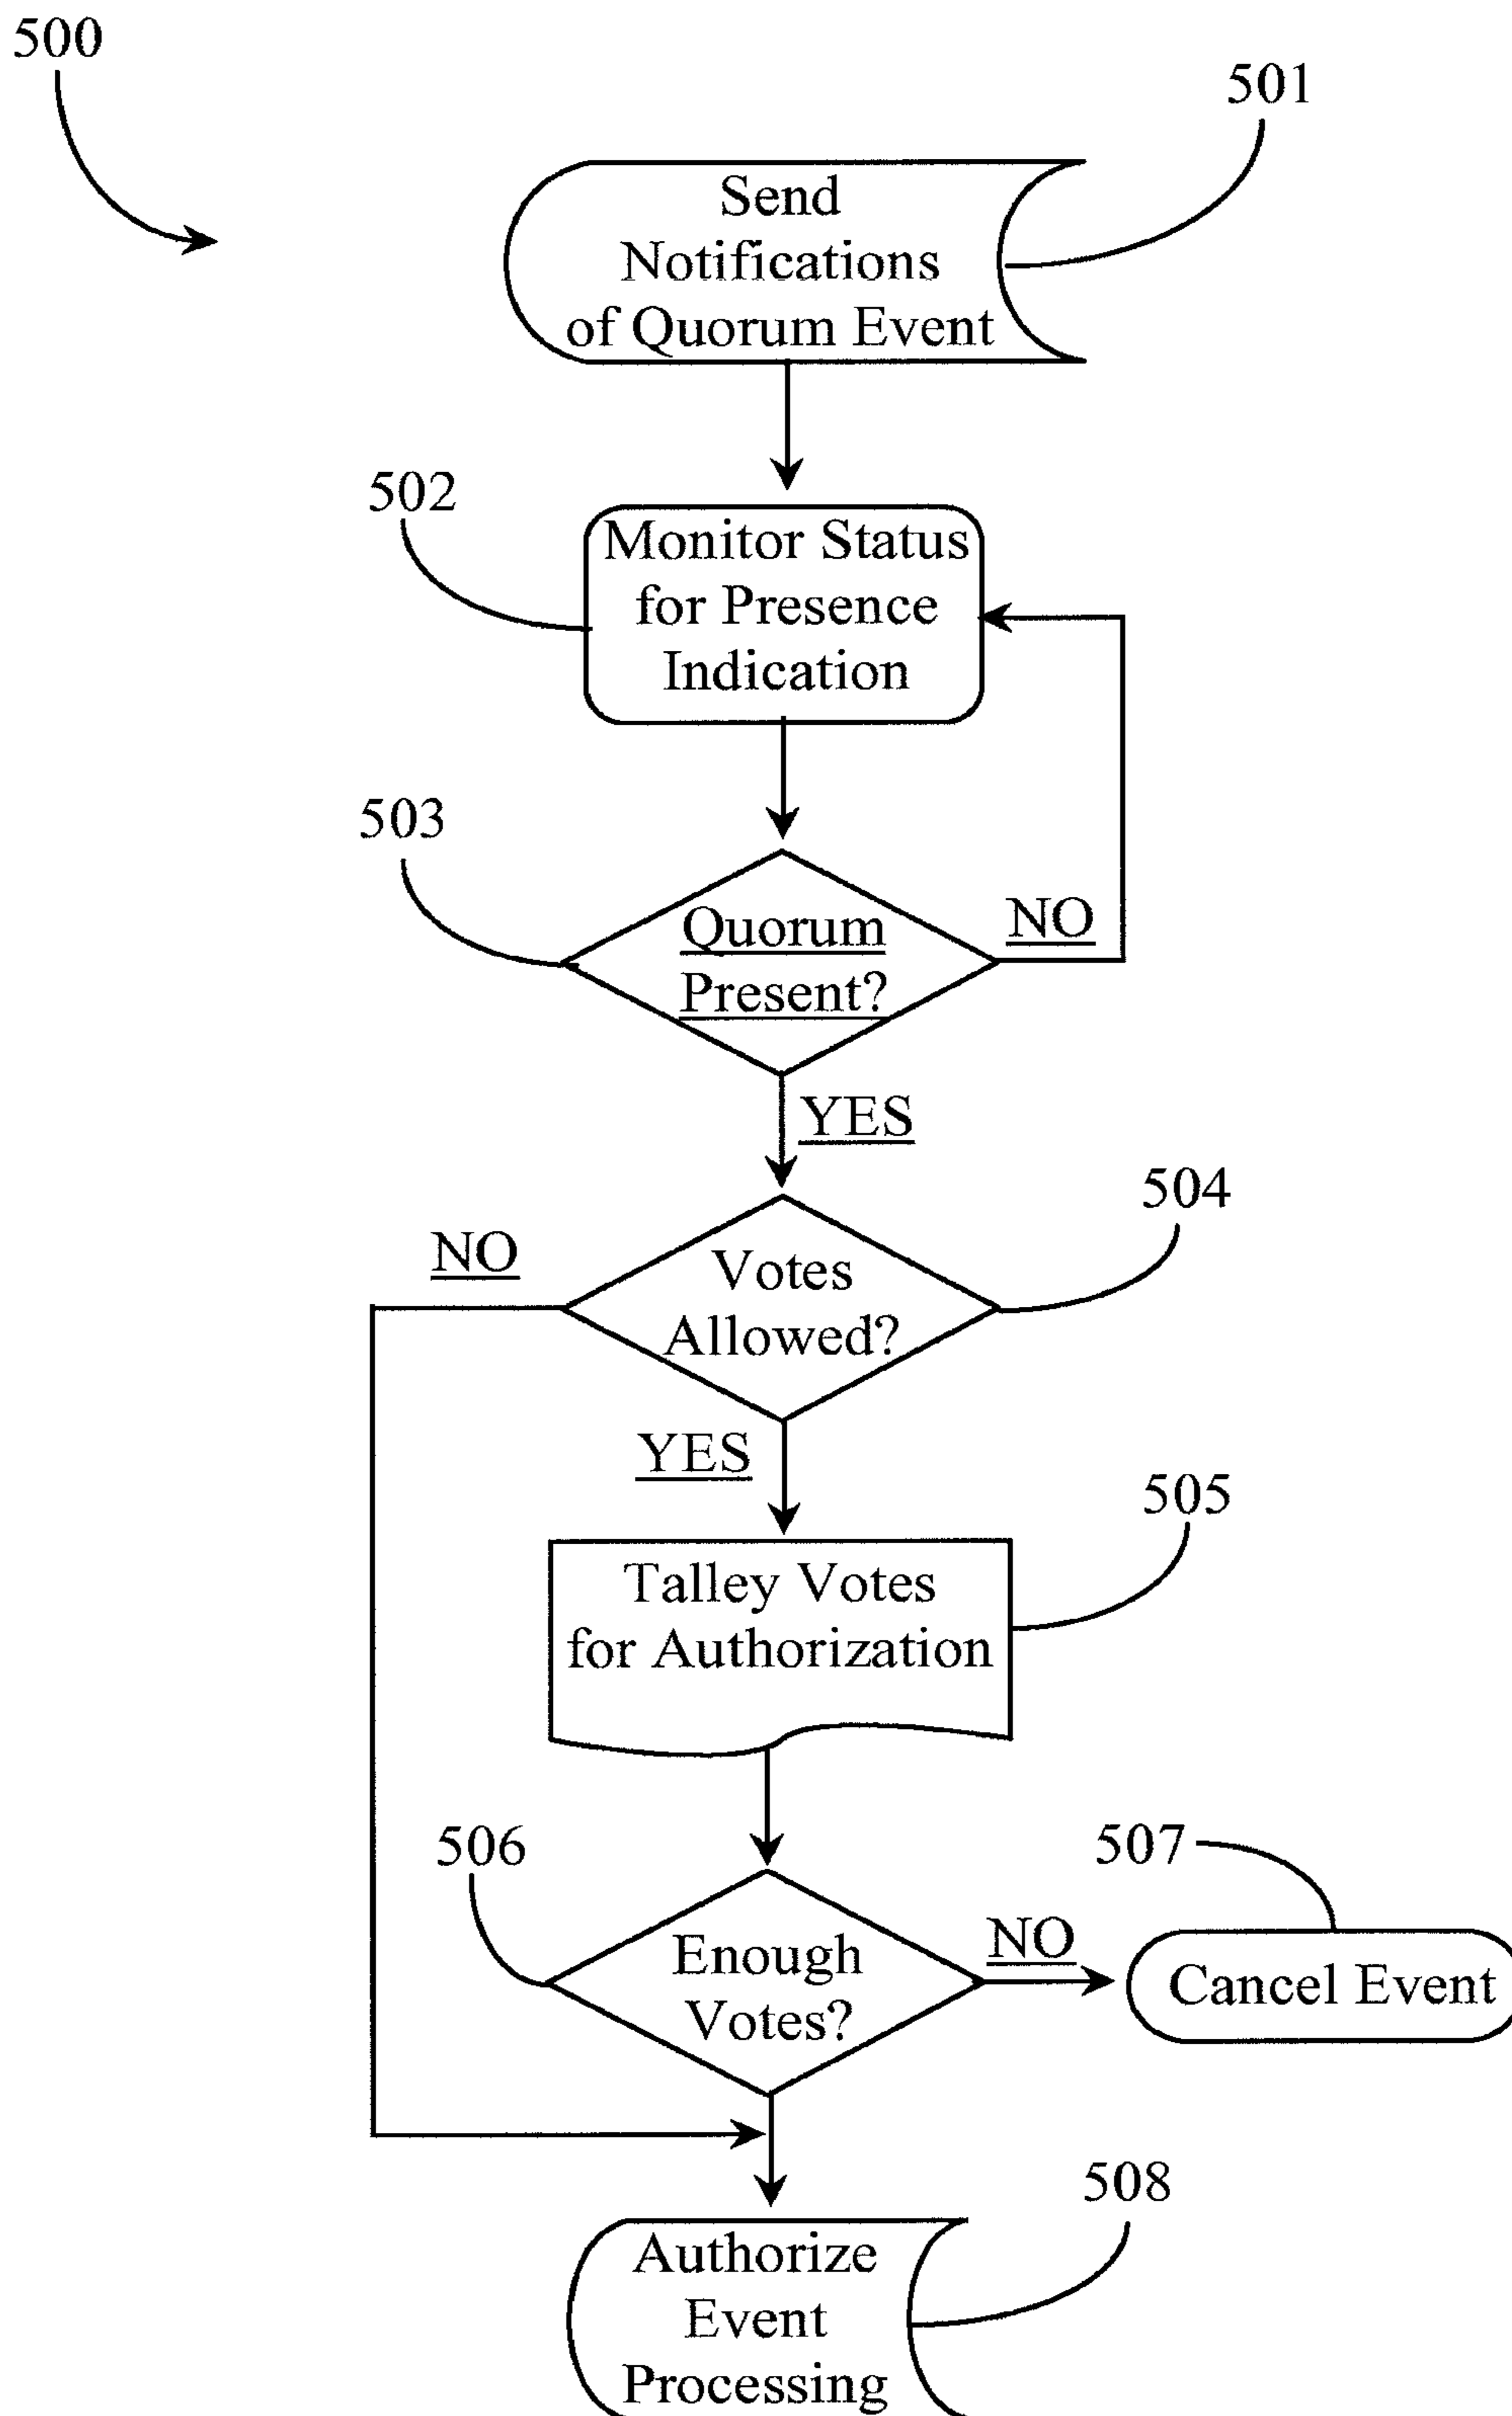 500
501
Send
Notifications
of Quorum Event
502
Monitor Status
for Presence
Indication
503
Quorum
Present?
NO
YES
504
NO
Votes
Allowed?
YES
505
Talley Votes
for Authorization
506
507
Enough
Votes?
NO
Cancel Event
508
Authorize
Event
Processing